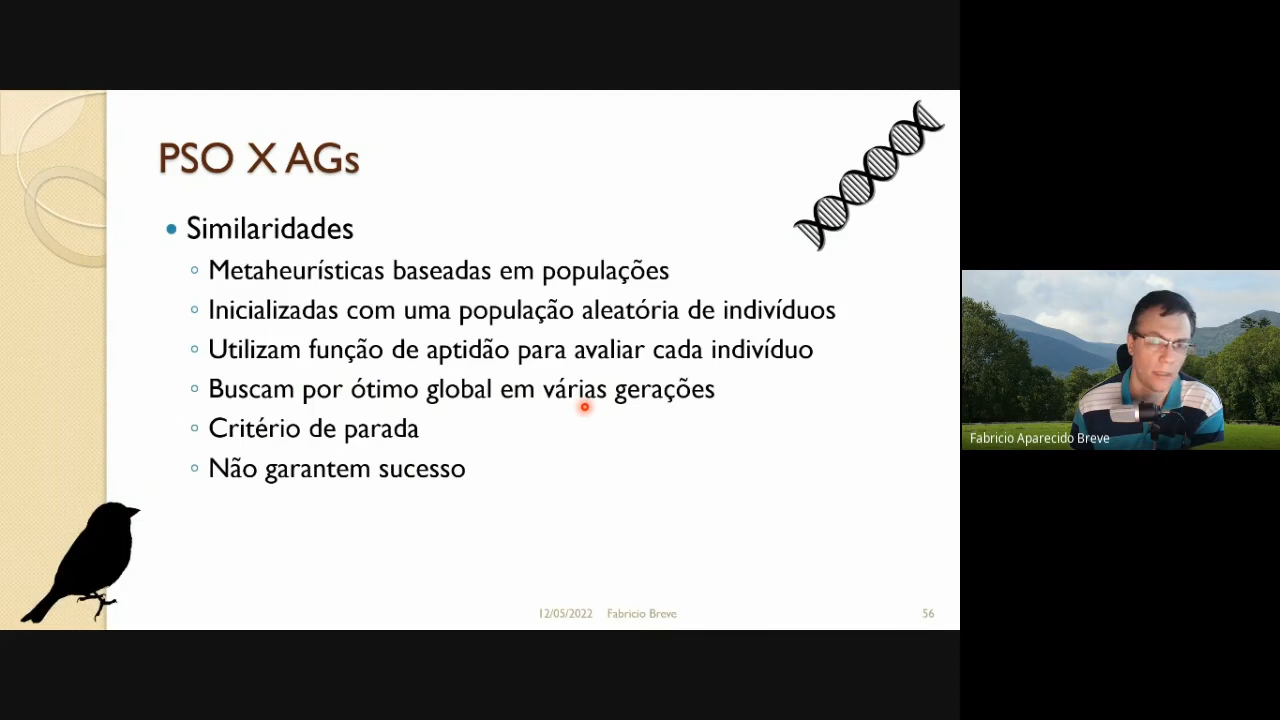 PSO X AGs
Similaridades
Metaheurísticas baseadas em populações
Inicializadas com uma população aleatória de indivíduos
Utilizam função de aptidão para avaliar cada indivíduo
Buscam por ótimo global em várias gerações
Critério de parada
Não garantem sucesso
12/05/2022 Fabricio Breve 56
Fabricio Aparecido Breve